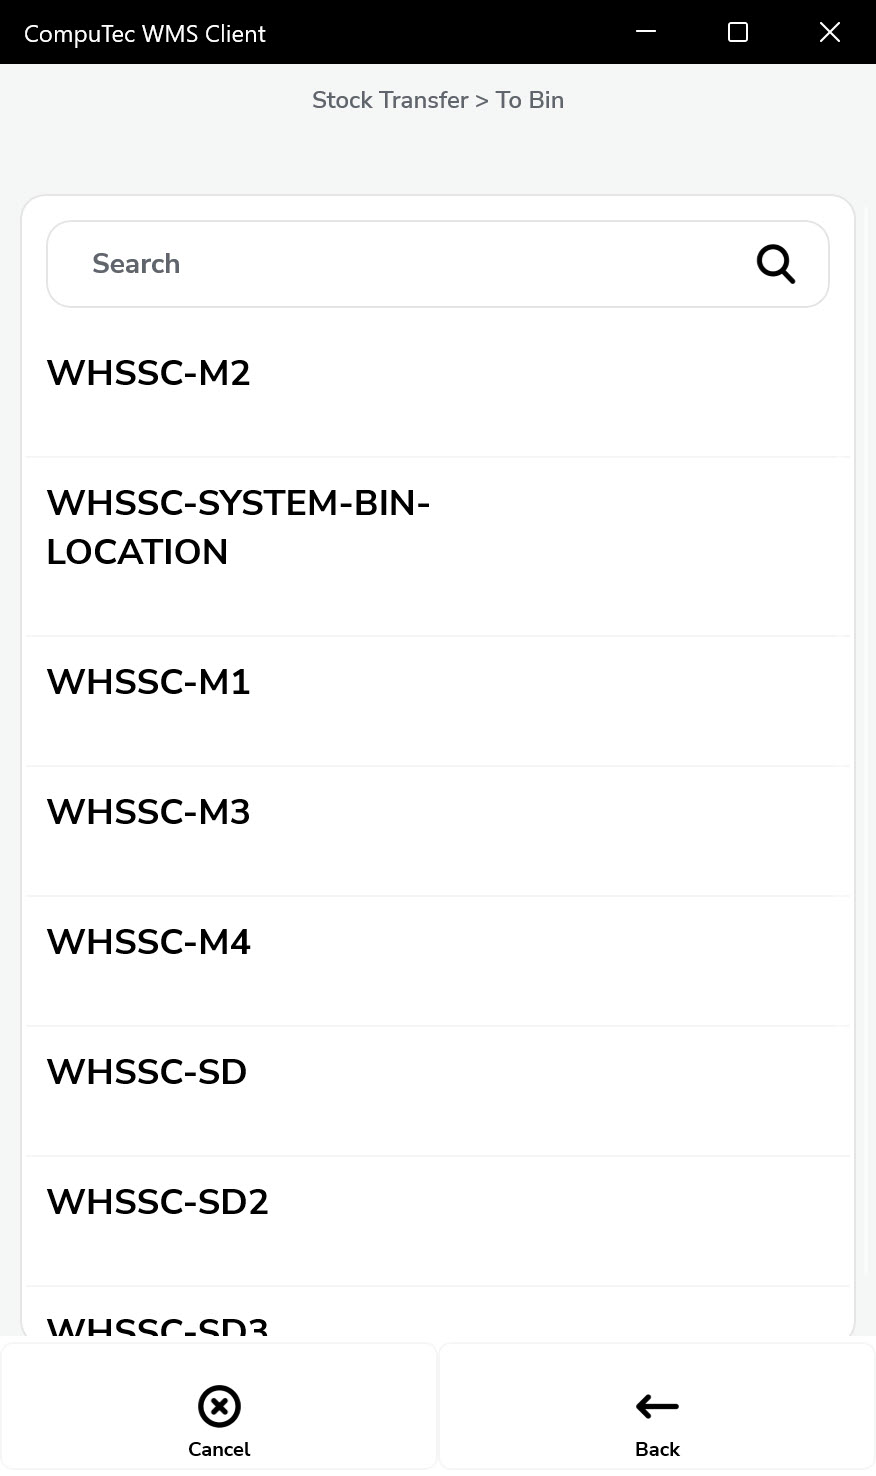 CompuTec WMS Client
Stock Transfer > To Bin
Search
WHSSC-M2
WHSSC-SYSTEM-BIN-
LOCATION
WHSSC-M1
WHSSC-M3
WHSSC-M4
WHSSC-SD
WHSSC-SD2
WHSSC-SD3
Cancel
Back